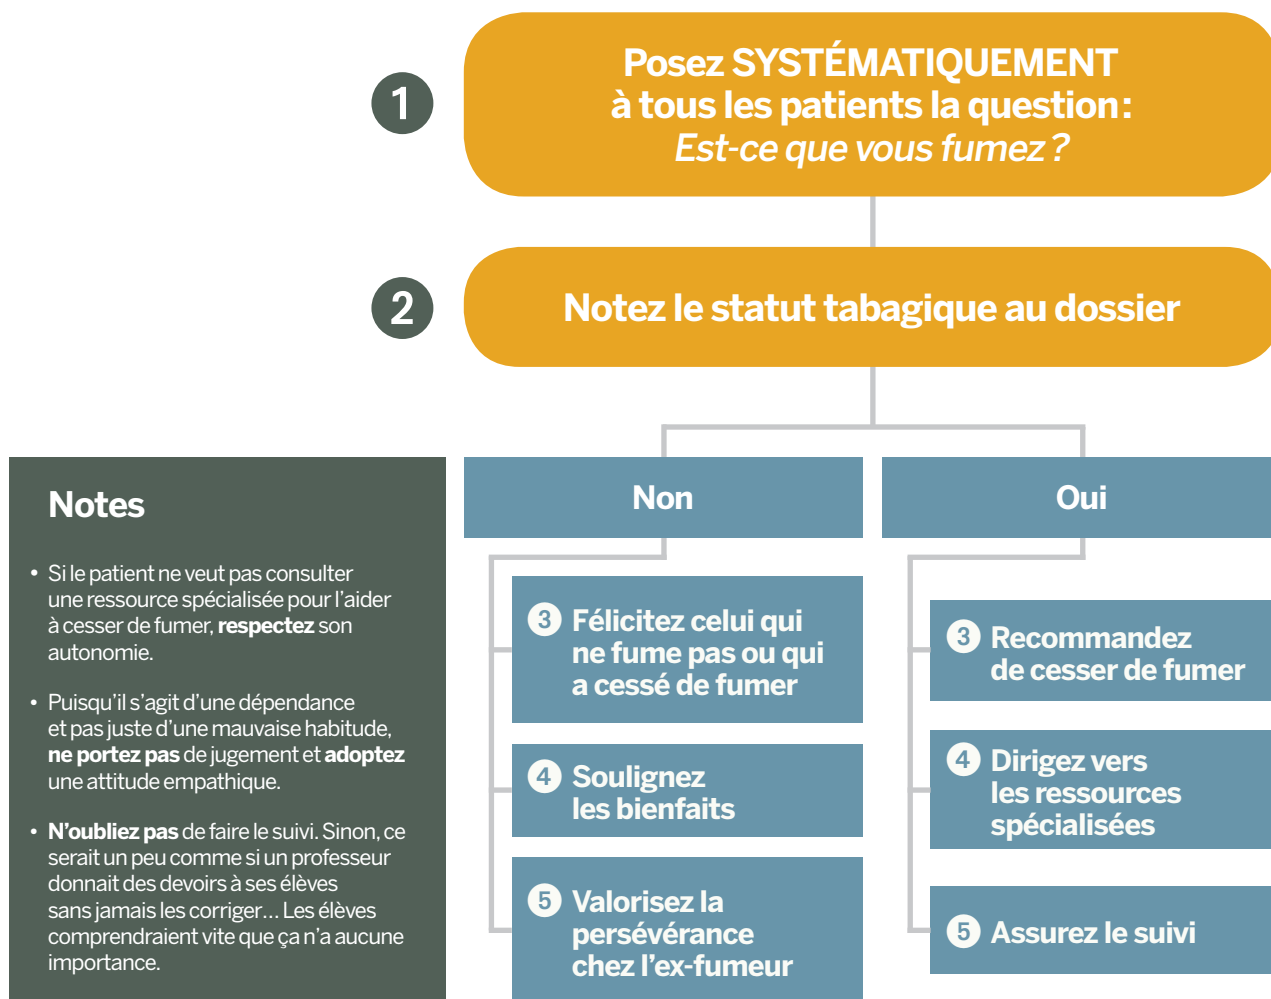 1
Posez SYSTÉMATIQUEMENT
à tous les patients la question :
Est-ce que vous fumez ?
2
Notez le statut tabagique au dossier
Notes
• Si le patient ne veut pas consulter
une ressource spécialisée pour l’aider
à cesser de fumer, respectez son
autonomie.
• Puisqu’il s’agit d’une dépendance
et pas juste d’une mauvaise habitude,
ne portez pas de jugement et adoptez
une attitude empathique.
• N’oubliez pas de faire le suivi. Sinon, ce
serait un peu comme si un professeur
donnait des devoirs à ses élèves
sans jamais les corriger… Les élèves
comprendraient vite que ça n’a aucune
importance.
Non
3 Félicitez celui qui
ne fume pas ou qui
a cessé de fumer
4 Soulignez
les bienfaits
5 Valorisez la
persévérance
chez l’ex-fumeur
Oui
3 Recommandez
de cesser de fumer
4 Dirigez vers
les ressources
spécialisées
5 Assurez le suivi